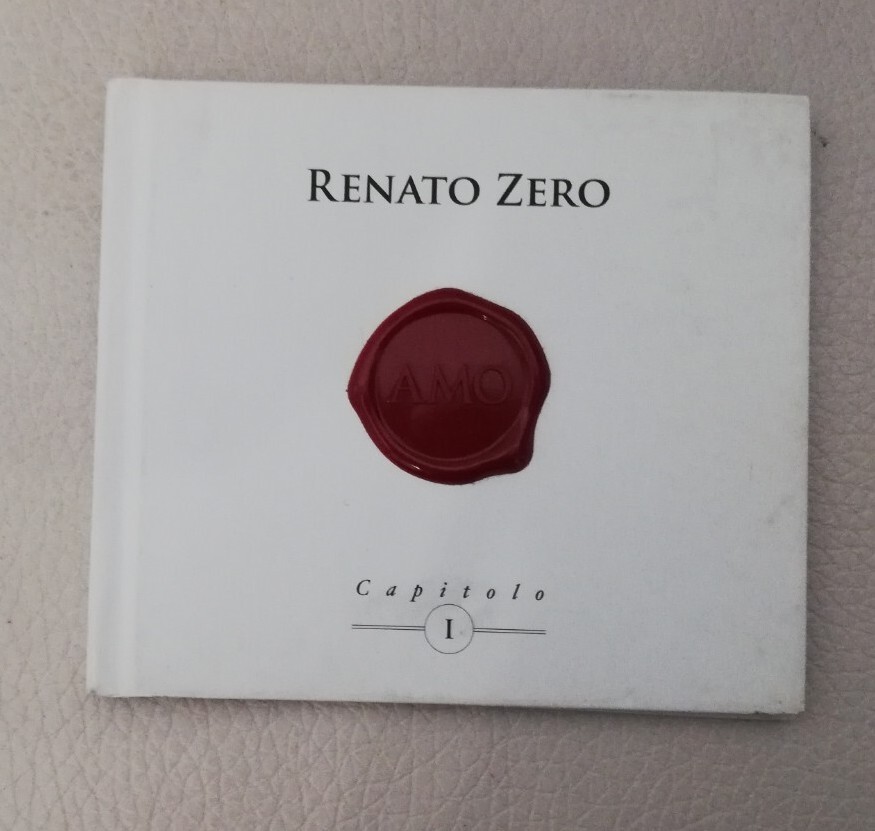 RENATO ZERO
AMO
Capitolo
I